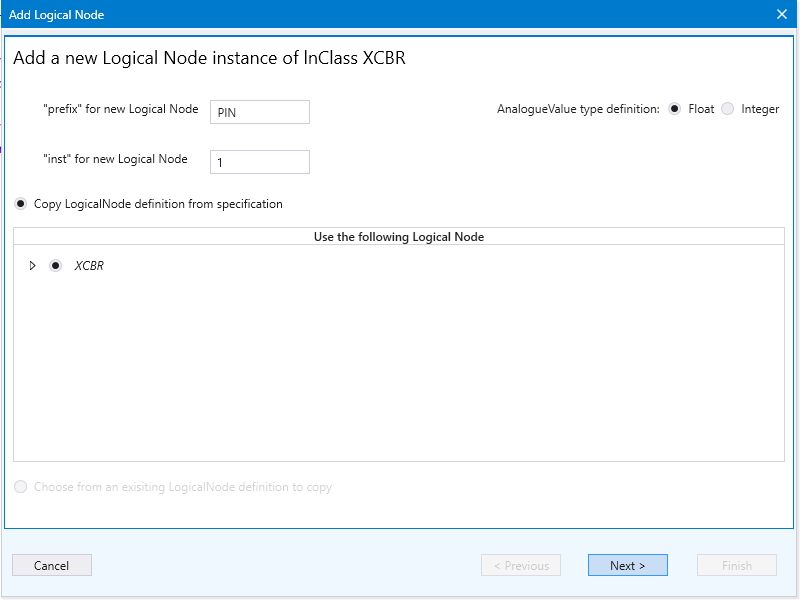 Add Logical Node
Add a new Logical Node instance of lnClass XCBR
"prefix" for new Logical Node PIN AnalogueValue type definition: Float Integer
"inst" for new Logical Node 1
Copy LogicalNode definition from specification
Use the following Logical Node
XCBR
Choose from an exisiting LogicalNode definition to copy
Cancel < Previous Next > Finish